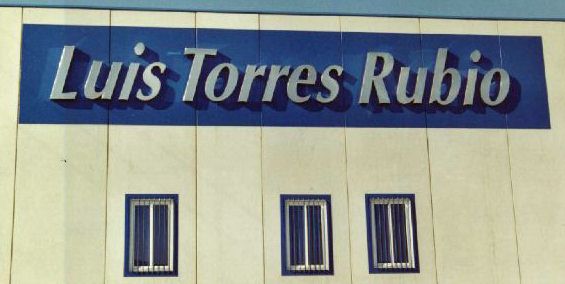 Luis Torres Rubio